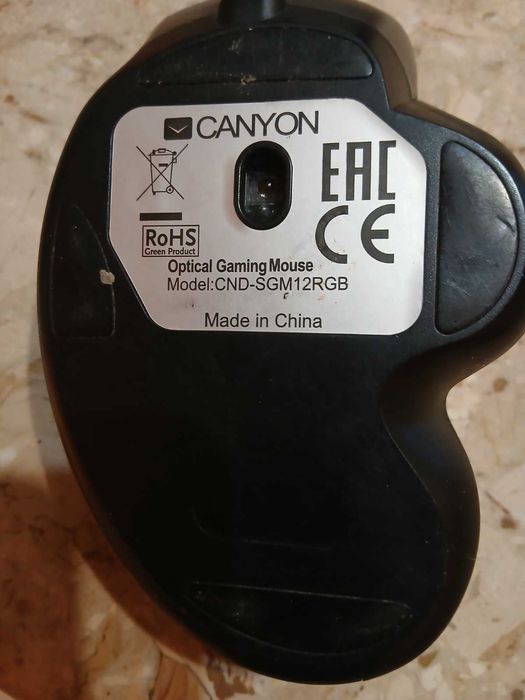 CANYON
EAC
CE
RoHS
Green Product
Optical Gaming Mouse
Model:CND-SGM12RGB
Made in China